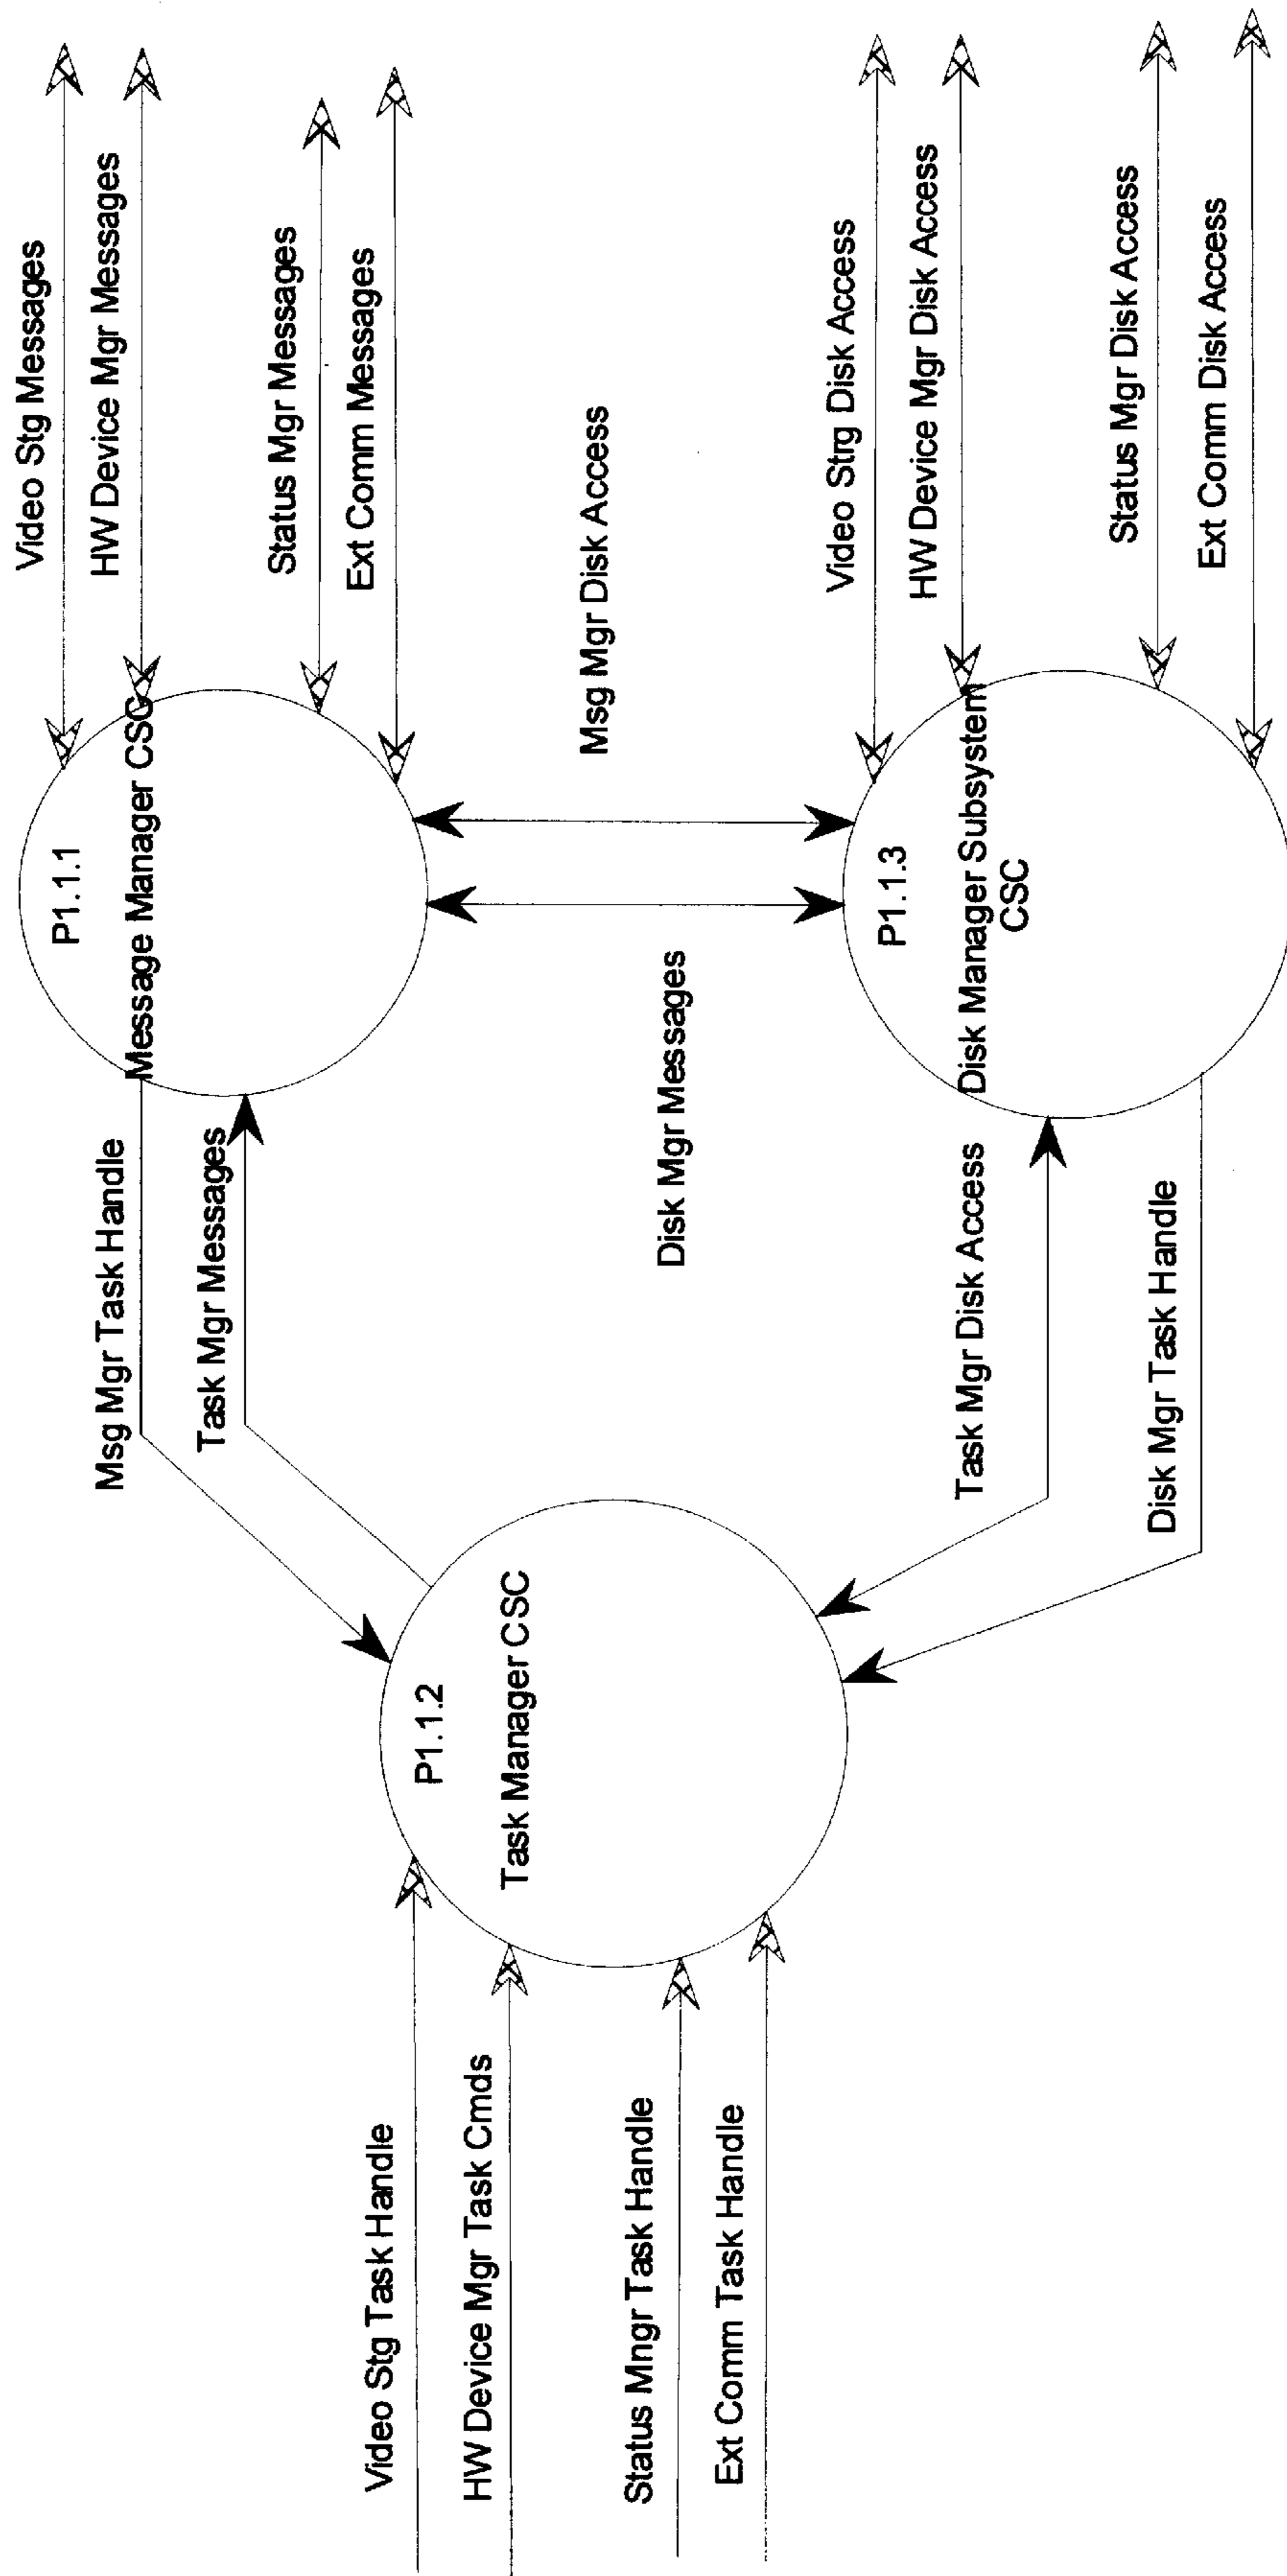 Video Stg Messages
HW Device Mgr Messages
Status Mgr Messages
Ext Comm Messages
P1.1.1
Message Manager CSC
Msg Mgr Task Handle
Task Mgr Messages
Msg Mgr Disk Access
Disk Mgr Messages
P1.1.2
Task Manager CSC
Video Stg Task Handle
HW Device Mgr Task Cmds
Status Mngr Task Handle
Ext Comm Task Handle
Video Strg Disk Access
HW Device Mgr Disk Access
Status Mgr Disk Access
Ext Comm Disk Access
P1.1.3
Disk Manager Subsystem
CSC
Task Mgr Disk Access
Disk Mgr Task Handle